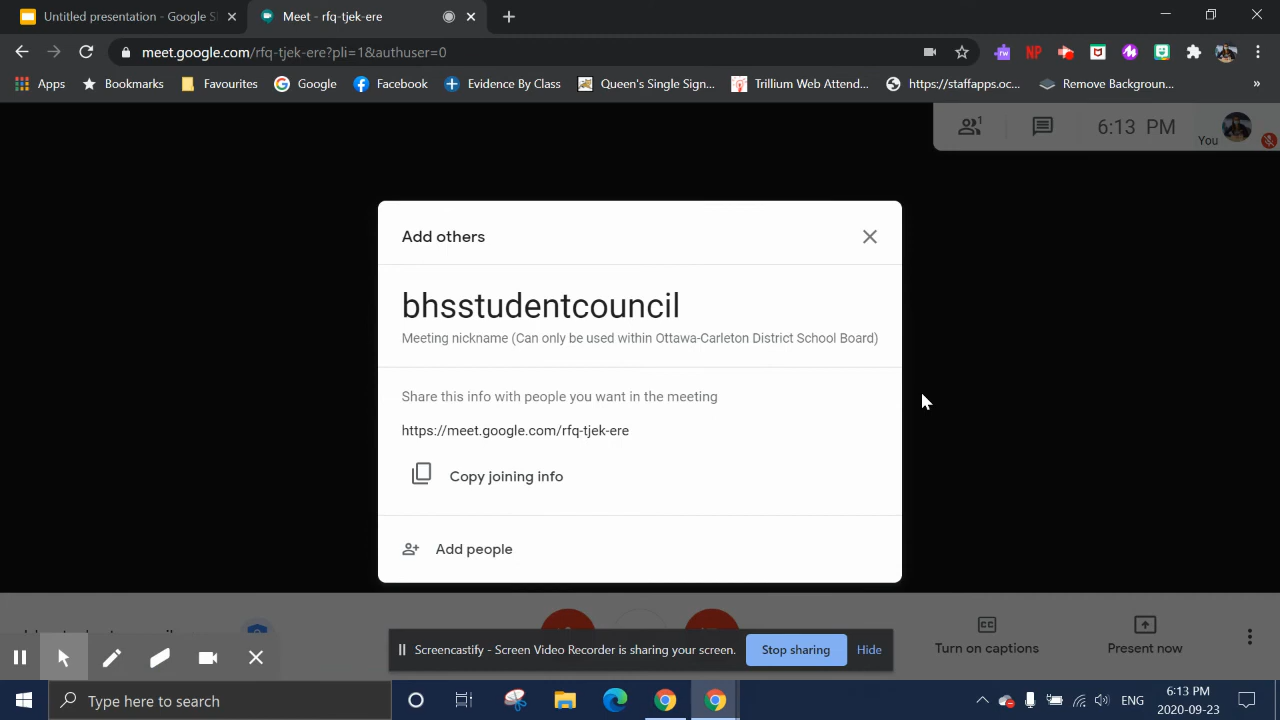 Untitled presentation - Google Sl
Meet - rfq-tjek-ere
meet.google.com/rfq-tjek-ere?pli=1&authuser=0
Apps
Bookmarks
Favourites
Google
Facebook
Evidence By Class
Queen's Single Sign...
Trillium Web Attend...
https://staffapps.oc...
Remove Backgroun...
»
1
6:13 PM
You
Add others
bhsstudentcouncil
Meeting nickname (Can only be used within Ottawa-Carleton District School Board)
Share this info with people you want in the meeting
https://meet.google.com/rfq-tjek-ere
Copy joining info
Add people
Turn on captions
Present now
Screencastify - Screen Video Recorder is sharing your screen.
Stop sharing
Hide
Type here to search
ENG
6:13 PM
2020-09-23